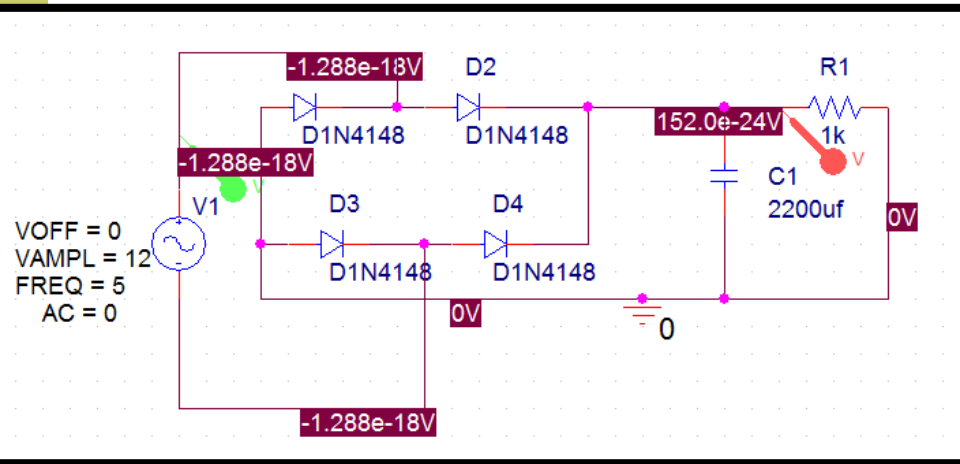 -1.288e-18V
D2
R1
D1N4148
D1N4148
152.0e-24V
1k
V
-1.288e-18V
V
C1
V1
D3
D4
2200uf
0V
VOFF = 0
VAMPL = 12
FREQ = 5
AC = 0
D1N4148
D1N4148
0V
0
-1.288e-18V